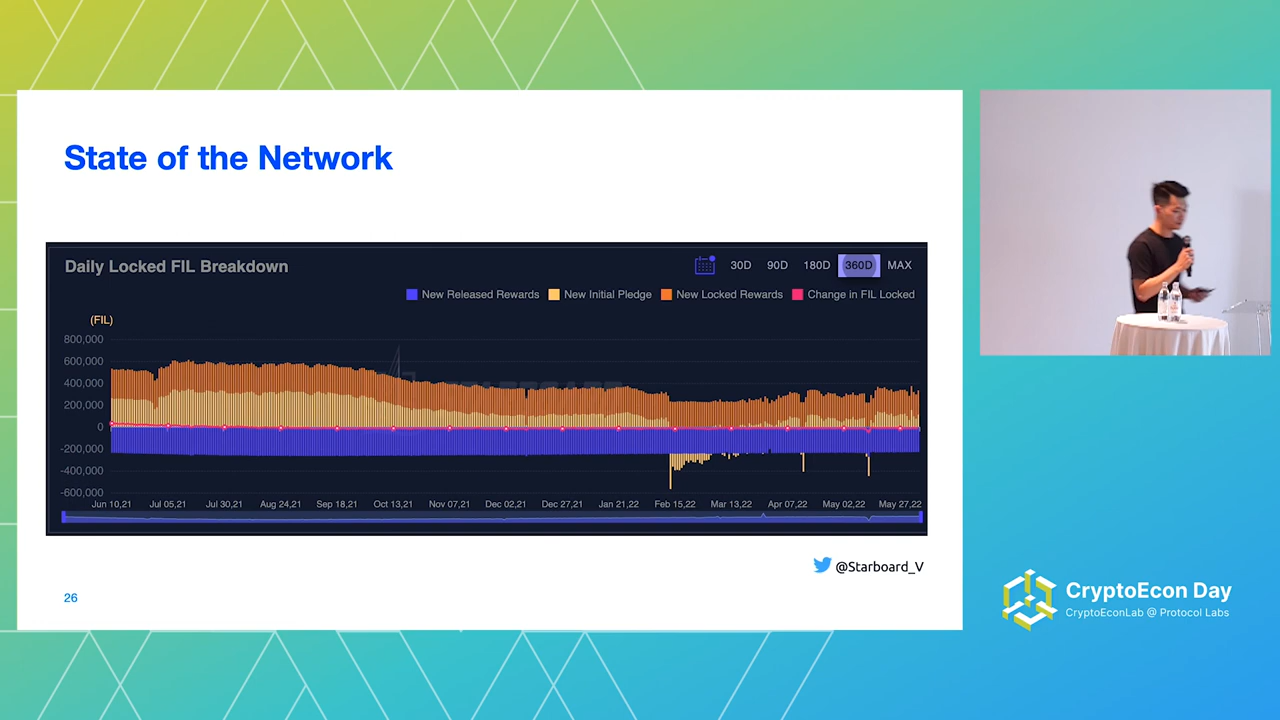 State of the Network
Daily Locked FIL Breakdown
30D 90D 180D 360D MAX
New Released Rewards New Initial Pledge New Locked Rewards Change in FIL Locked
(FIL)
800,000
600,000
400,000
200,000
0
-200,000
-400,000
-600,000
Jun 10,21 Jul 05,21 Jul 30,21 Aug 24,21 Sep 18,21 Oct 13,21 Nov 07,21 Dec 02,21 Dec 27,21 Jan 21,22 Feb 15,22 Mar 13,22 Apr 07,22 May 02,22 May 27,22
@Starboard_V
26
CryptoEcon Day
CryptoEconLab @ Protocol Labs